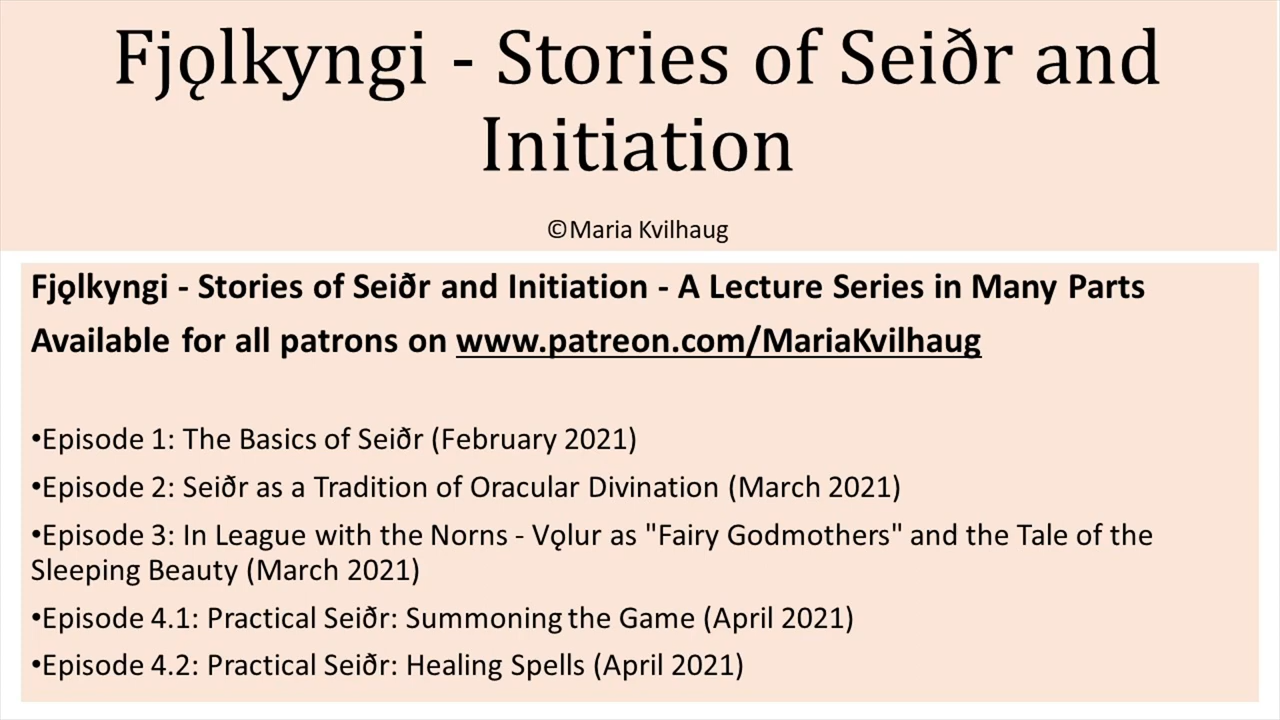 Fjǫlkyngi - Stories of Seiðr and
Initiation
©Maria Kvilhaug
Fjǫlkyngi - Stories of Seiðr and Initiation - A Lecture Series in Many Parts
Available for all patrons on www.patreon.com/MariaKvilhaug
•Episode 1: The Basics of Seiðr (February 2021)
•Episode 2: Seiðr as a Tradition of Oracular Divination (March 2021)
•Episode 3: In League with the Norns - Vǫlur as "Fairy Godmothers" and the Tale of the
Sleeping Beauty (March 2021)
•Episode 4.1: Practical Seiðr: Summoning the Game (April 2021)
•Episode 4.2: Practical Seiðr: Healing Spells (April 2021)